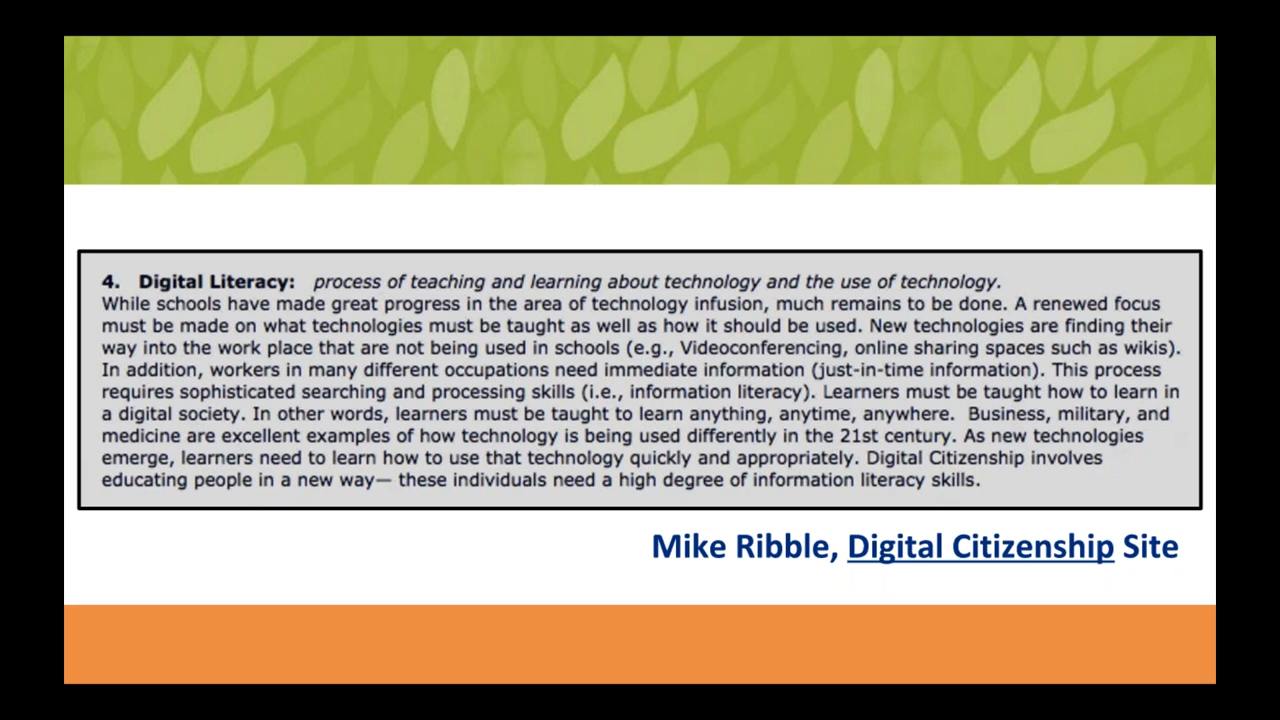 4. Digital Literacy: process of teaching and learning about technology and the use of technology.
While schools have made great progress in the area of technology infusion, much remains to be done. A renewed focus
must be made on what technologies must be taught as well as how it should be used. New technologies are finding their
way into the work place that are not being used in schools (e.g., Videoconferencing, online sharing spaces such as wikis).
In addition, workers in many different occupations need immediate information (just-in-time information). This process
requires sophisticated searching and processing skills (i.e., information literacy). Learners must be taught how to learn in
a digital society. In other words, learners must be taught to learn anything, anytime, anywhere. Business, military, and
medicine are excellent examples of how technology is being used differently in the 21st century. As new technologies
emerge, learners need to learn how to use that technology quickly and appropriately. Digital Citizenship involves
educating people in a new way— these individuals need a high degree of information literacy skills.
Mike Ribble, Digital Citizenship Site